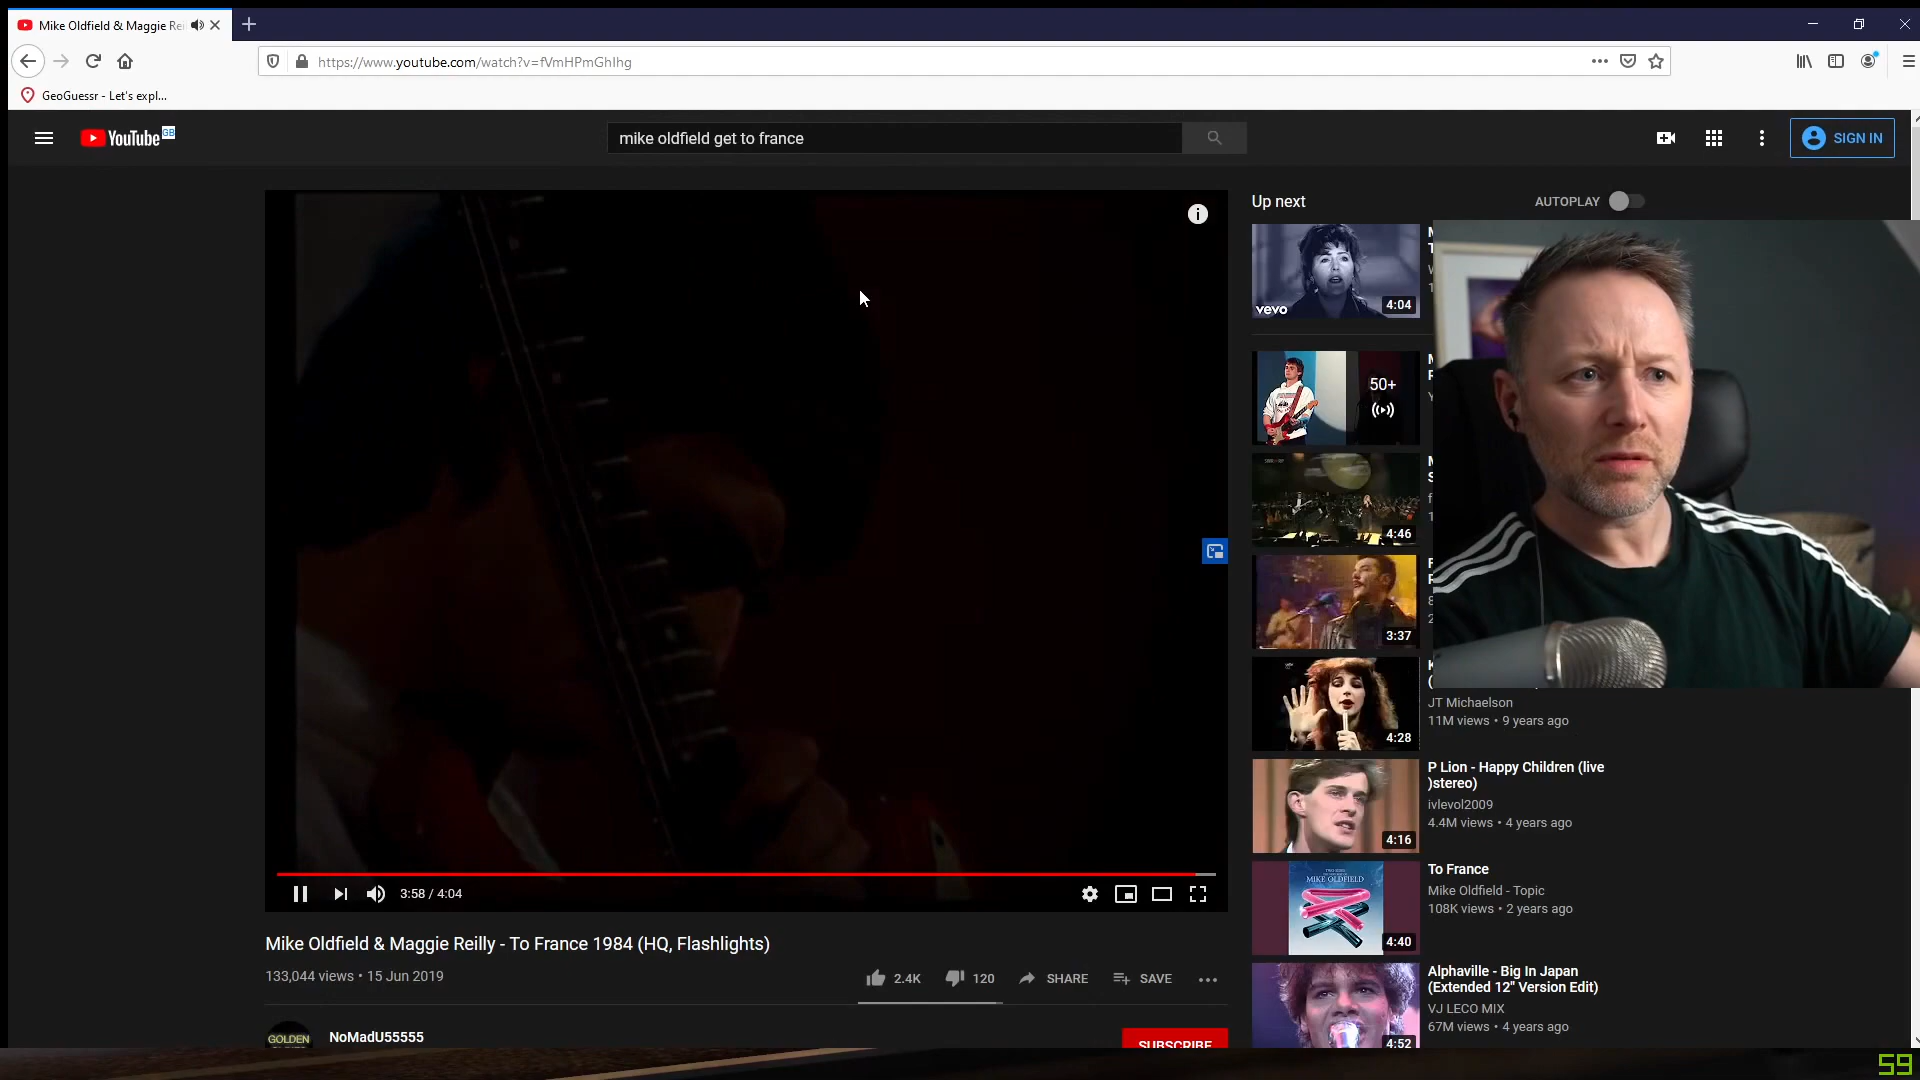 Mike Oldfield & Maggie Rei
https://www.youtube.com/watch?v=fVmHPmGhIhg
GeoGuessr - Let's expl...
YouTube GB
mike oldfield get to france
SIGN IN
Up next
AUTOPLAY
vevo
4:04
50+
4:46
3:37
4:28
JT Michaelson
11M views • 9 years ago
P Lion - Happy Children (live
)stereo)
ivlevol2009
4.4M views • 4 years ago
4:16
To France
Mike Oldfield - Topic
108K views • 2 years ago
MIKE OLDFIELD
4:40
Alphaville - Big In Japan
(Extended 12" Version Edit)
VJ LECO MIX
67M views • 4 years ago
4:52
3:58 / 4:04
Mike Oldfield & Maggie Reilly - To France 1984 (HQ, Flashlights)
133,044 views • 15 Jun 2019
2.4K
120
SHARE
SAVE
GOLDEN
NoMadU55555
SUBSCRIBE
59